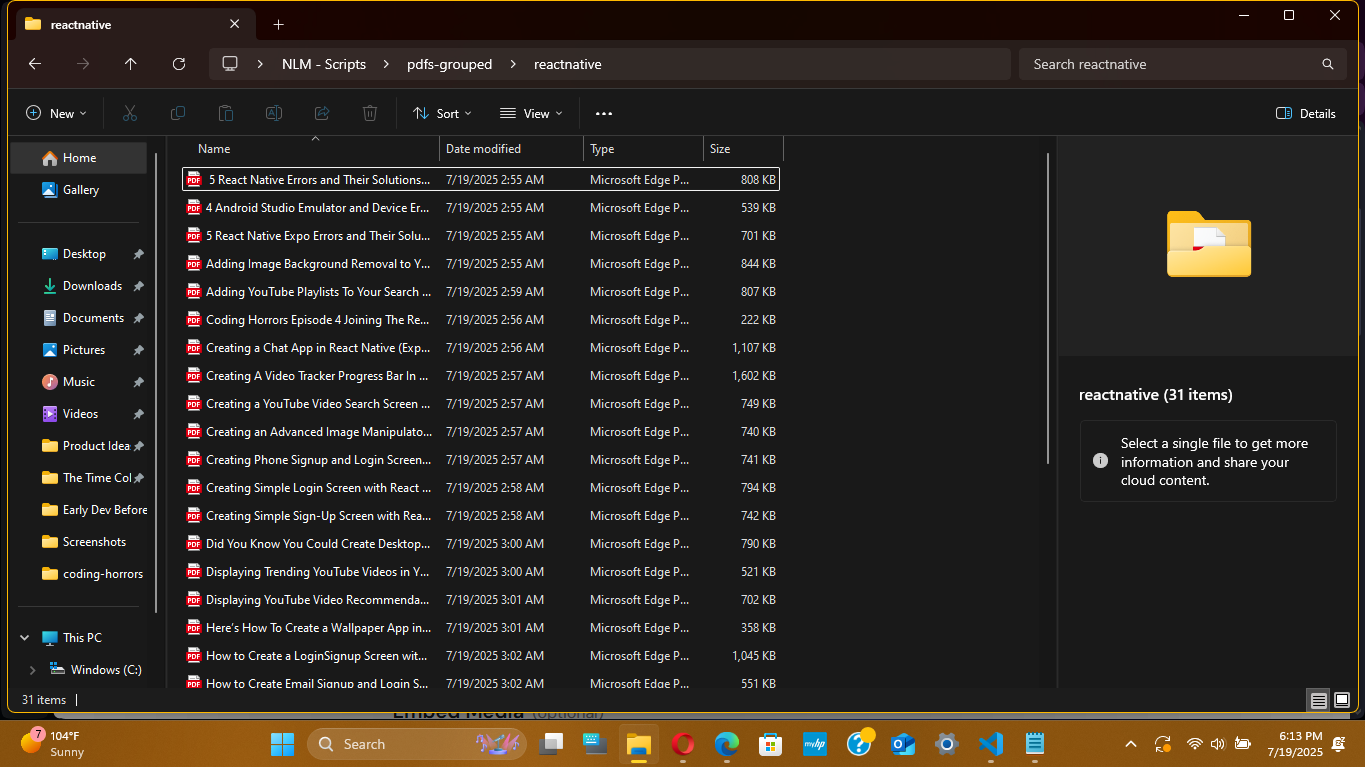 reactnative
NLM - Scripts > pdfs-grouped > reactnative
Search reactnative
New
Sort
View
Details
Home
Gallery
Desktop
Downloads
Documents
Pictures
Music
Videos
Product Idea
The Time Col
Early Dev Before
Screenshots
coding-horrors
This PC
Windows (C:)
Name Date modified Type Size
5 React Native Errors and Their Solutions... 7/19/2025 2:55 AM Microsoft Edge P... 808 KB
4 Android Studio Emulator and Device Er... 7/19/2025 2:55 AM Microsoft Edge P... 539 KB
5 React Native Expo Errors and Their Solu... 7/19/2025 2:55 AM Microsoft Edge P... 701 KB
Adding Image Background Removal to Y... 7/19/2025 2:55 AM Microsoft Edge P... 844 KB
Adding YouTube Playlists To Your Search ... 7/19/2025 2:59 AM Microsoft Edge P... 807 KB
Coding Horrors Episode 4 Joining The Re... 7/19/2025 2:56 AM Microsoft Edge P... 222 KB
Creating a Chat App in React Native (Exp... 7/19/2025 2:56 AM Microsoft Edge P... 1,107 KB
Creating A Video Tracker Progress Bar In ... 7/19/2025 2:57 AM Microsoft Edge P... 1,602 KB
Creating a YouTube Video Search Screen ... 7/19/2025 2:57 AM Microsoft Edge P... 749 KB
Creating an Advanced Image Manipulato... 7/19/2025 2:57 AM Microsoft Edge P... 740 KB
Creating Phone Signup and Login Screen... 7/19/2025 2:57 AM Microsoft Edge P... 741 KB
Creating Simple Login Screen with React ... 7/19/2025 2:58 AM Microsoft Edge P... 794 KB
Creating Simple Sign-Up Screen with Rea... 7/19/2025 2:58 AM Microsoft Edge P... 742 KB
Did You Know You Could Create Desktop... 7/19/2025 3:00 AM Microsoft Edge P... 790 KB
Displaying Trending YouTube Videos in Y... 7/19/2025 3:00 AM Microsoft Edge P... 521 KB
Displaying YouTube Video Recommenda... 7/19/2025 3:01 AM Microsoft Edge P... 702 KB
Here's How To Create a Wallpaper App in... 7/19/2025 3:01 AM Microsoft Edge P... 358 KB
How to Create a LoginSignup Screen wit... 7/19/2025 3:02 AM Microsoft Edge P... 1,045 KB
How to Create Email Signup and Login S... 7/19/2025 3:02 AM Microsoft Edge P... 551 KB
reactnative (31 items)
Select a single file to get more
information and share your
cloud content.
31 items
Embed Media (optional)
7
104°F
Sunny
Search
myhp
6:13 PM
7/19/2025